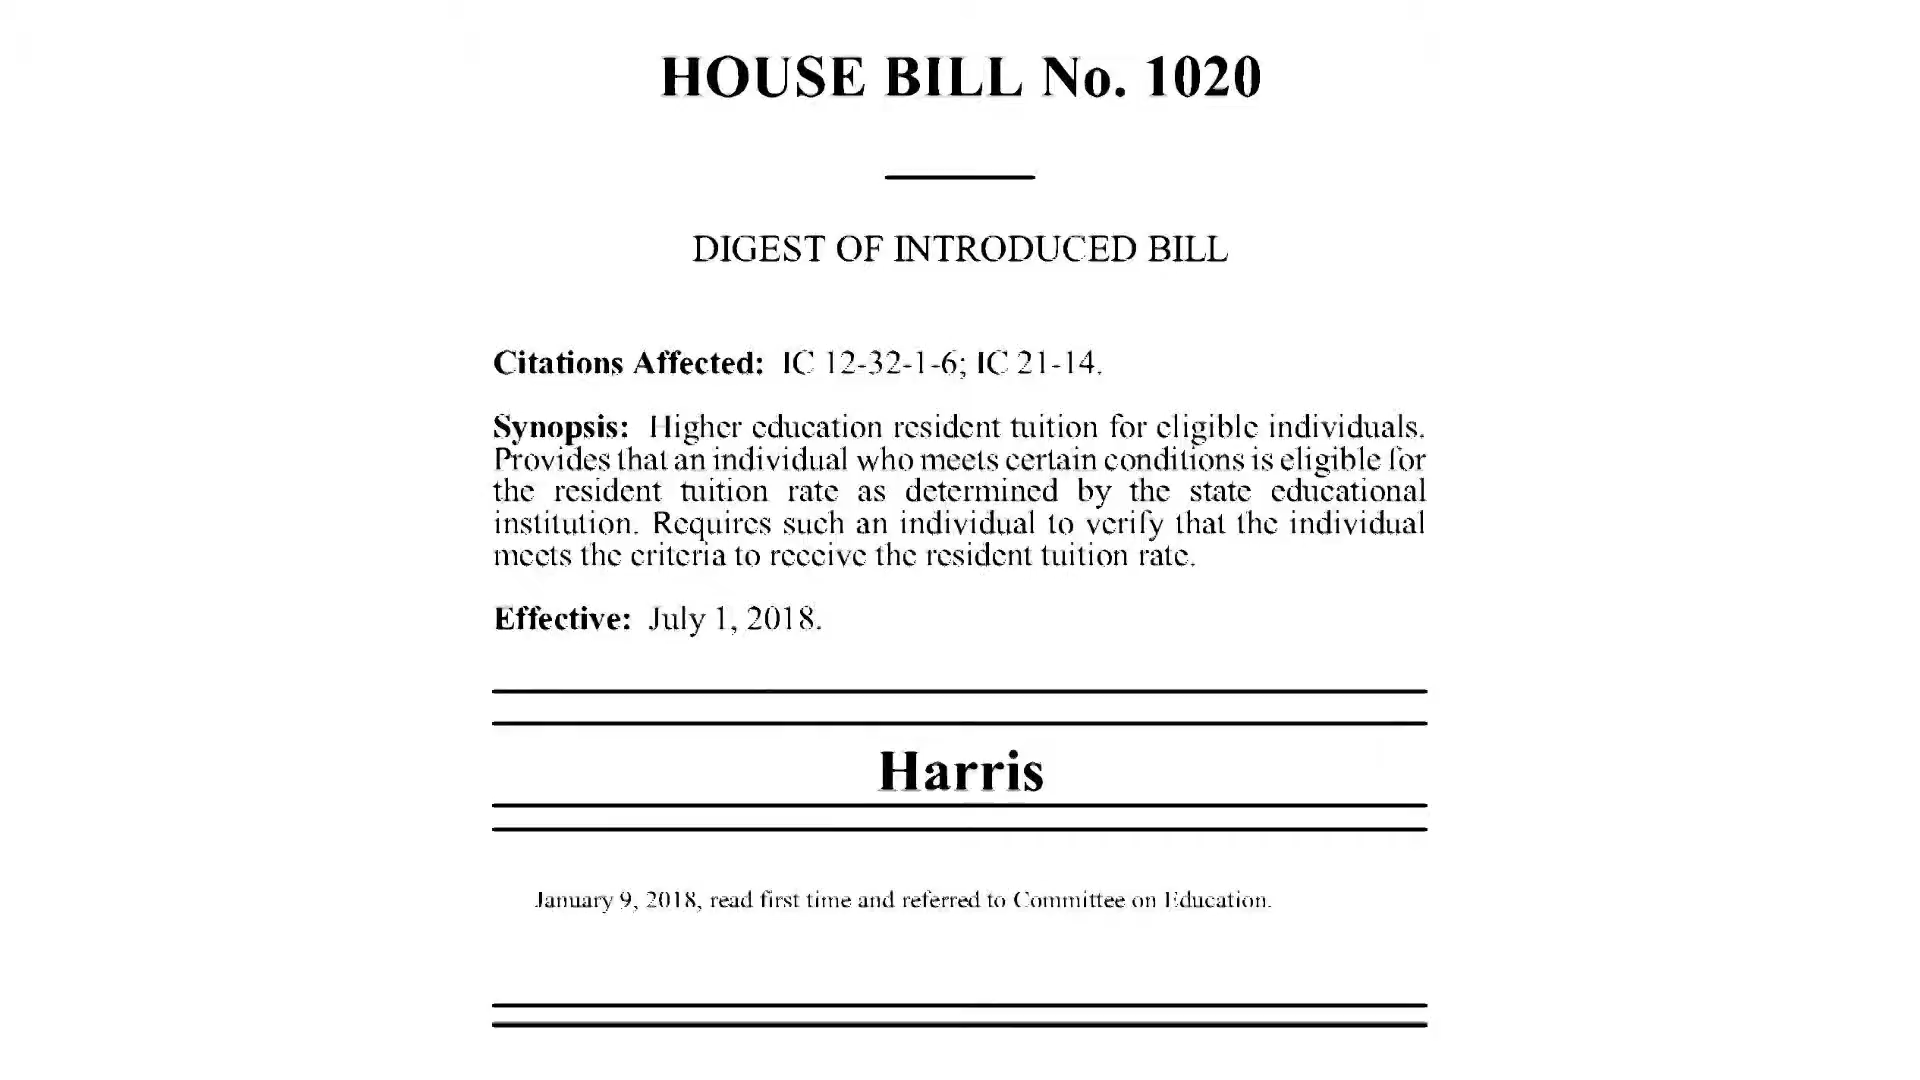 HOUSE BILL No. 1020
DIGEST OF INTRODUCED BILL
Citations Affected: IC 12-32-1-6; IC 21-14.
Synopsis: Higher education resident tuition for eligible individuals.
Provides that an individual who meets certain conditions is eligible for
the resident tuition rate as determined by the state educational
institution. Requires such an individual to verify that the individual
meets the criteria to receive the resident tuition rate.
Effective: July 1, 2018.
Harris
January 9, 2018, read first time and referred to Committee on Education.